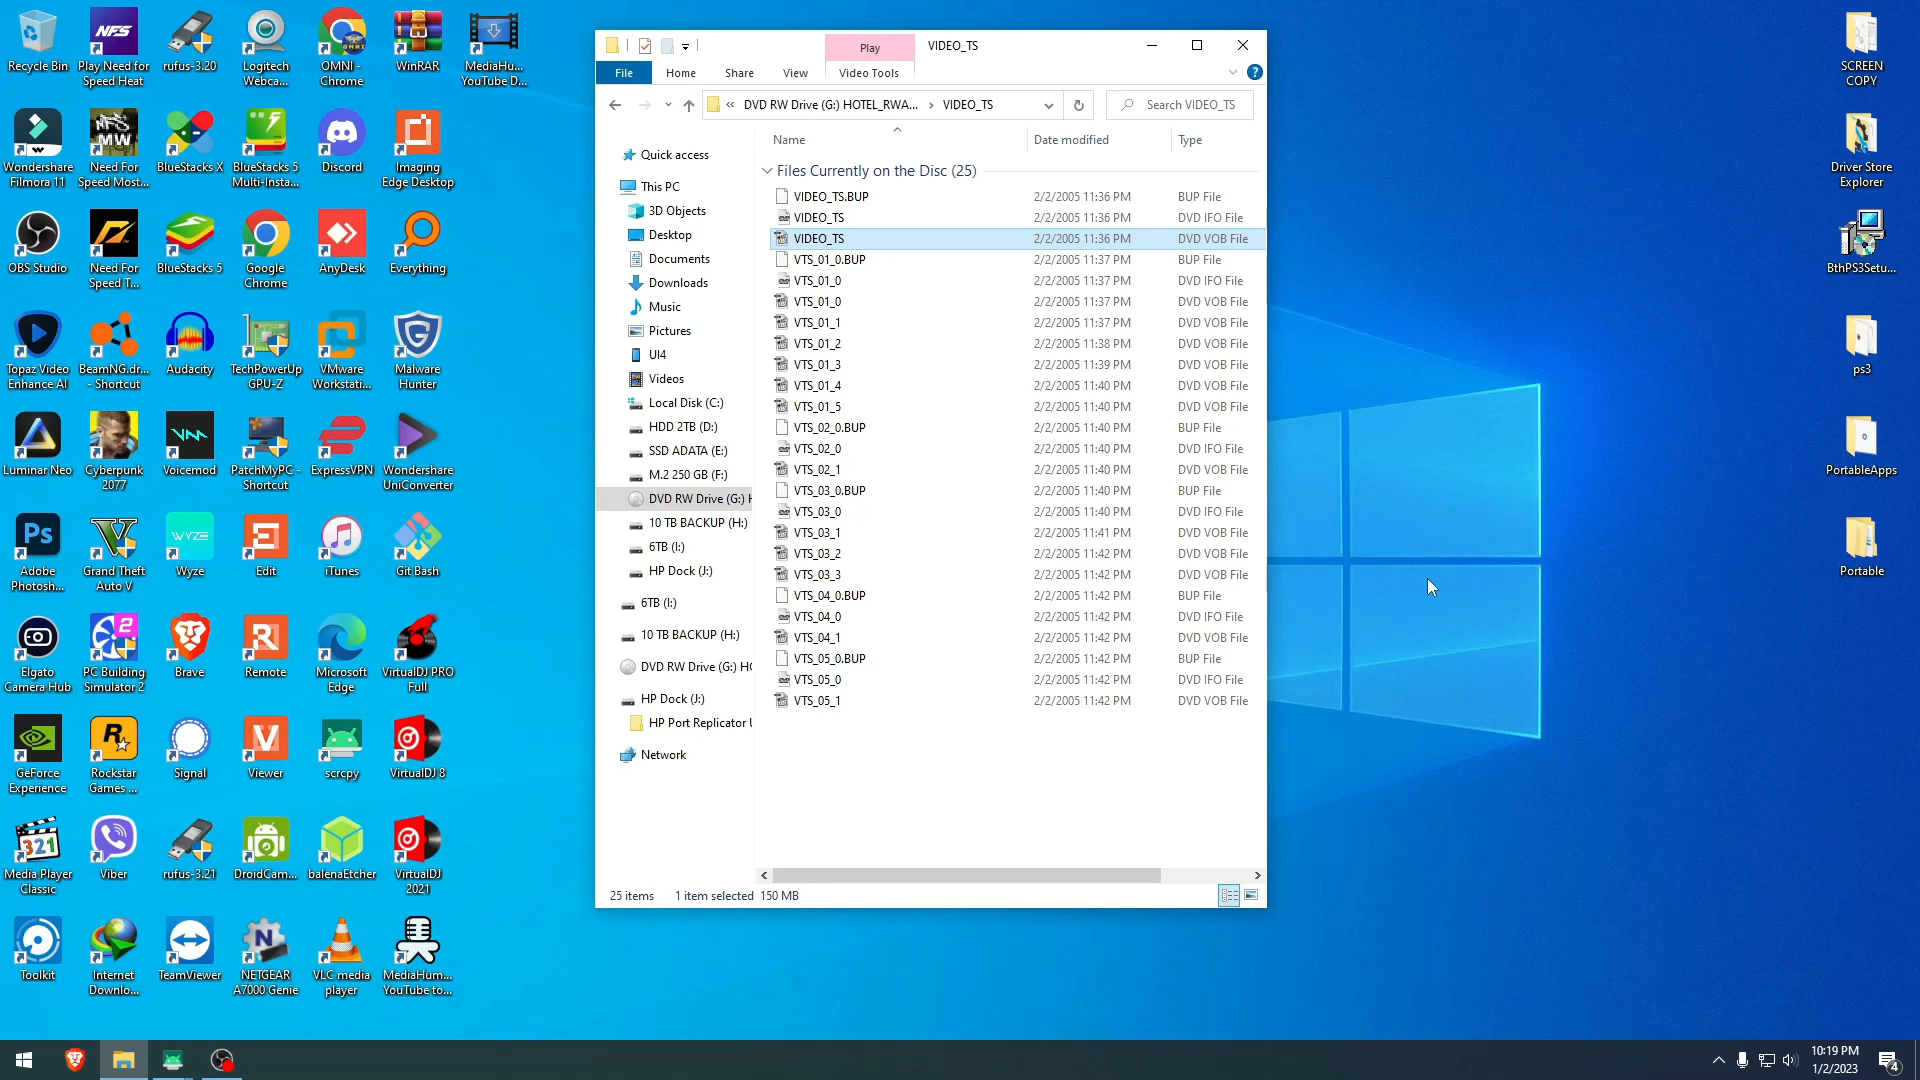 Recycle Bin
Play Need for
Speed Heat
rufus-3.20
Logitech
Webca...
OMNI -
Chrome
WinRAR
MediaHu...
YouTube D...
Wondershare
Filmora 11
Need For
Speed Most...
BlueStacks X
BlueStacks 5
Multi-Insta...
Discord
Imaging
Edge Desktop
OBS Studio
Need For
Speed T...
BlueStacks 5
Google
Chrome
AnyDesk
Everything
Topaz Video
Enhance AI
BeamNG.dr...
- Shortcut
Audacity
TechPowerUp
GPU-Z
VMware
Workstati...
Malware
Hunter
Luminar Neo
Cyberpunk
2077
Voicemod
PatchMyPC -
Shortcut
ExpressVPN
Wondershare
UniConverter
Adobe
Photosh...
Grand Theft
Auto V
Wyze
Edit
iTunes
Git Bash
Elgato
Camera Hub
PC Building
Simulator 2
Brave
Remote
Microsoft
Edge
VirtualDJ PRO
Full
GeForce
Experience
Rockstar
Games ...
Signal
Viewer
scrcpy
VirtualDJ 8
Media Player
Classic
Viber
rufus-3.21
DroidCam...
balenaEtcher
VirtualDJ
2021
Toolkit
Internet
Downlo...
TeamViewer
NETGEAR
A7000 Genie
VLC media
player
MediaHum...
YouTube to...
Play
VIDEO_TS
File
Home
Share
View
Video Tools
« DVD RW Drive (G:) HOTEL_RWA... › VIDEO_TS
Search VIDEO_TS
Quick access
This PC
3D Objects
Desktop
Documents
Downloads
Music
Pictures
UI4
Videos
Local Disk (C:)
HDD 2TB (D:)
SSD ADATA (E:)
M.2 250 GB (F:)
DVD RW Drive (G:) H
10 TB BACKUP (H:)
6TB (I:)
HP Dock (J:)
6TB (I:)
10 TB BACKUP (H:)
DVD RW Drive (G:) HO
HP Dock (J:)
HP Port Replicator U
Network
Name Date modified Type
Files Currently on the Disc (25)
VIDEO_TS.BUP 2/2/2005 11:36 PM BUP File
VIDEO_TS 2/2/2005 11:36 PM DVD IFO File
VIDEO_TS 2/2/2005 11:36 PM DVD VOB File
VTS_01_0.BUP 2/2/2005 11:37 PM BUP File
VTS_01_0 2/2/2005 11:37 PM DVD IFO File
VTS_01_0 2/2/2005 11:37 PM DVD VOB File
VTS_01_1 2/2/2005 11:37 PM DVD VOB File
VTS_01_2 2/2/2005 11:38 PM DVD VOB File
VTS_01_3 2/2/2005 11:39 PM DVD VOB File
VTS_01_4 2/2/2005 11:40 PM DVD VOB File
VTS_01_5 2/2/2005 11:40 PM DVD VOB File
VTS_02_0.BUP 2/2/2005 11:40 PM BUP File
VTS_02_0 2/2/2005 11:40 PM DVD IFO File
VTS_02_1 2/2/2005 11:40 PM DVD VOB File
VTS_03_0.BUP 2/2/2005 11:40 PM BUP File
VTS_03_0 2/2/2005 11:40 PM DVD IFO File
VTS_03_1 2/2/2005 11:41 PM DVD VOB File
VTS_03_2 2/2/2005 11:42 PM DVD VOB File
VTS_03_3 2/2/2005 11:42 PM DVD VOB File
VTS_04_0.BUP 2/2/2005 11:42 PM BUP File
VTS_04_0 2/2/2005 11:42 PM DVD IFO File
VTS_04_1 2/2/2005 11:42 PM DVD VOB File
VTS_05_0.BUP 2/2/2005 11:42 PM BUP File
VTS_05_0 2/2/2005 11:42 PM DVD IFO File
VTS_05_1 2/2/2005 11:42 PM DVD VOB File
25 items 1 item selected 150 MB
SCREEN
COPY
Driver Store
Explorer
BthPS3Setu...
ps3
PortableApps
Portable
10:19 PM
1/2/2023
4